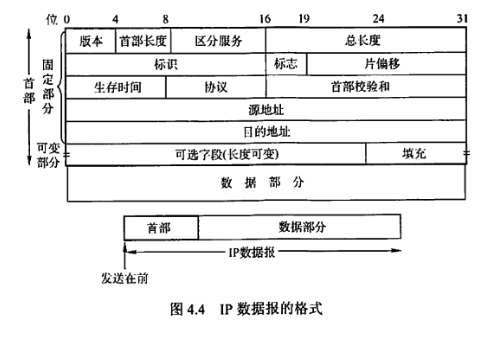 位 0 4 8 16 19 24 31
版本 首部长度 区分服务 总长度
标识 标志 片偏移
生存时间 协议 首部校验和
源地址
目的地址
可选字段(长度可变) 填充
数据部分
首部
固定部分
可变部分
首部 数据部分
IP数据报
发送在前
图 4.4 IP 数据报的格式